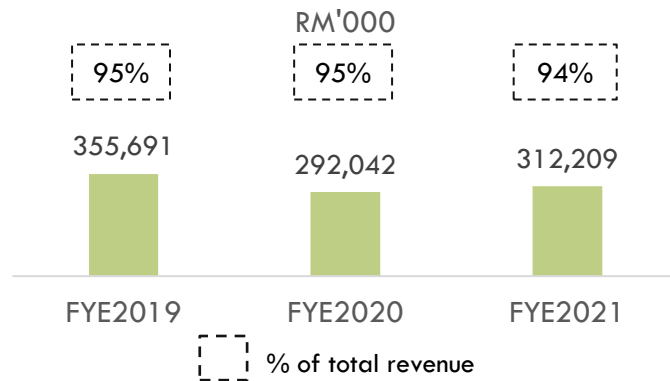 RM'000
95% 95% 94%
355,691 292,042 312,209
FYE2019 FYE2020 FYE2021
% of total revenue